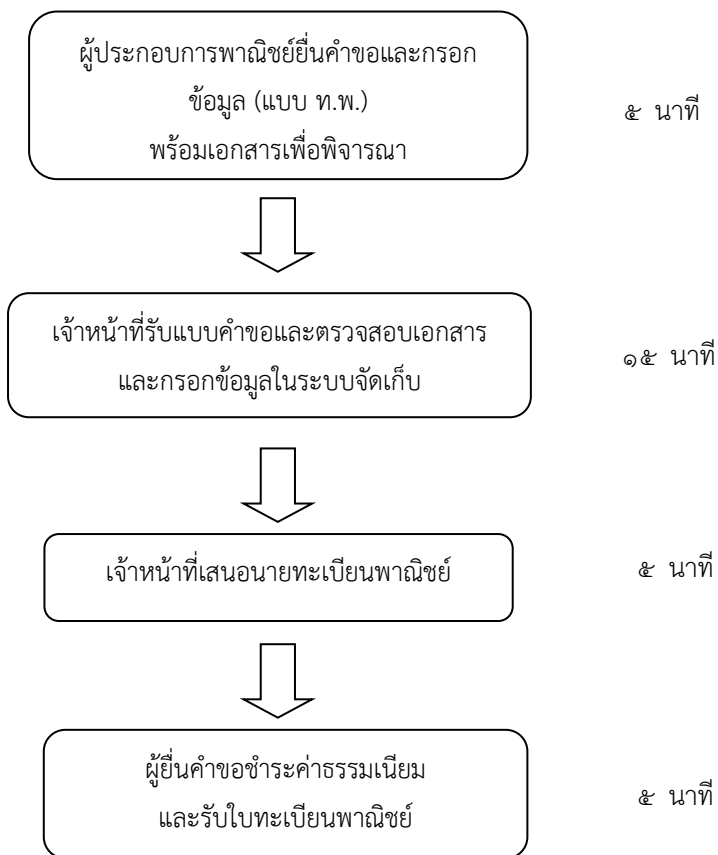 ผู้ประกอบการพาณิชย์ยื่นคำขอและกรอก
ข้อมูล (แบบ ท.พ.)
พร้อมเอกสารเพื่อพิจารณา
๕ นาที
เจ้าหน้าที่รับแบบคำขอและตรวจสอบเอกสาร
และกรอกข้อมูลในระบบจัดเก็บ
๑๕ นาที
เจ้าหน้าที่เสนอนายทะเบียนพาณิชย์
๕ นาที
ผู้ยื่นคำขอชำระค่าธรรมเนียม
และรับใบทะเบียนพาณิชย์
๕ นาที